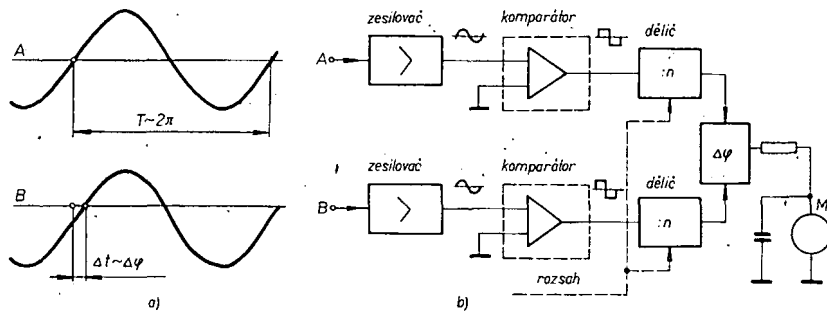 A
T~2π
B
Δt~Δφ
a)
b)
zesilovač
komparátor
dělič
A
:n
Δφ
zesilovač
komparátor
dělič
B
:n
M
rozsah